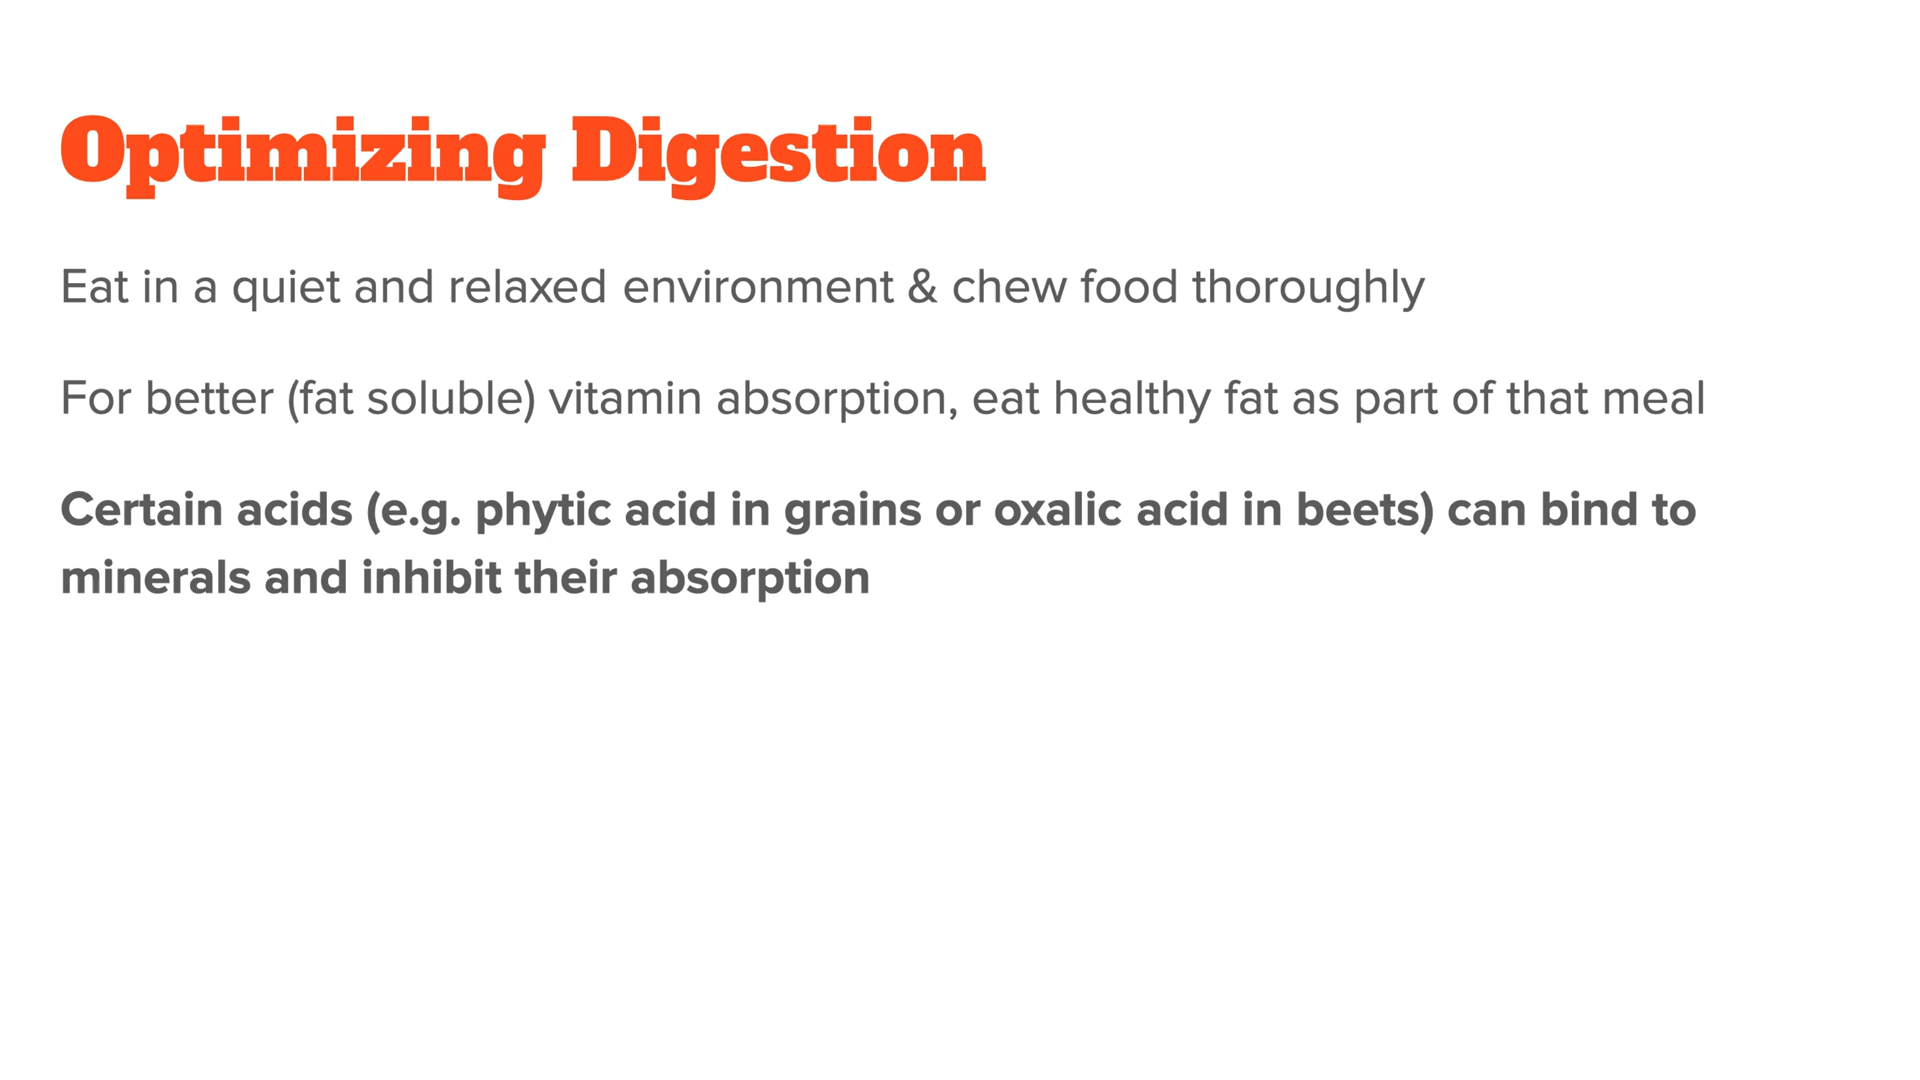 Optimizing Digestion
Eat in a quiet and relaxed environment & chew food thoroughly
For better (fat soluble) vitamin absorption, eat healthy fat as part of that meal
Certain acids (e.g. phytic acid in grains or oxalic acid in beets) can bind to
minerals and inhibit their absorption